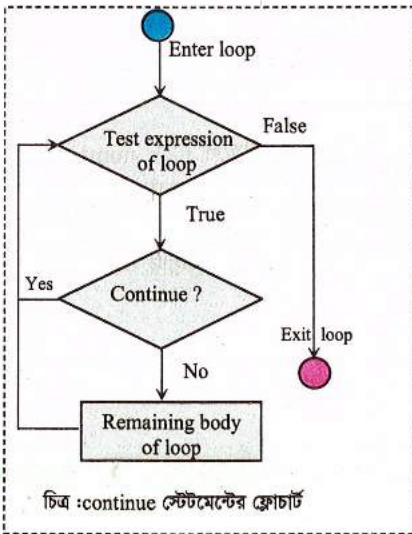 Enter loop
Test expression
of loop
False
True
Yes
Continue ?
Exit loop
No
Remaining body
of loop
চিত্র :continue স্টেটমেন্টের ফ্লোচার্ট